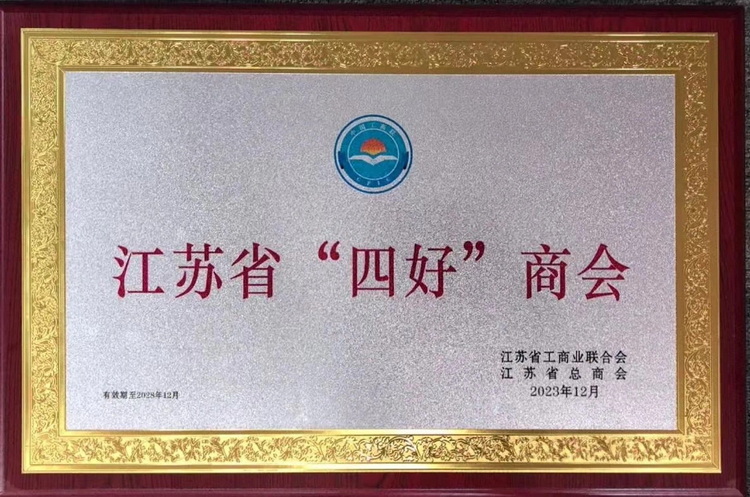 江苏省“四好”商会
江苏省工商业联合会
江苏省总商会
2023年12月
有效期至2028年12月